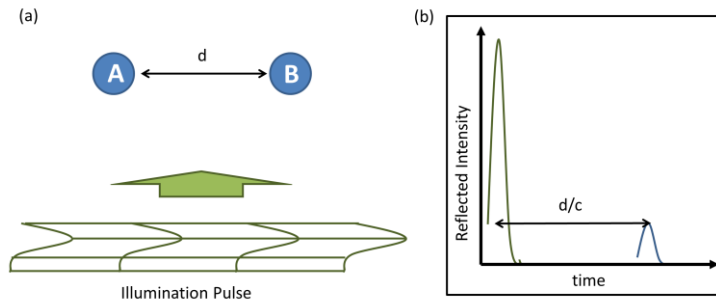 (a)
d
A
B
Illumination Pulse
(b)
Reflected Intensity
d/c
time